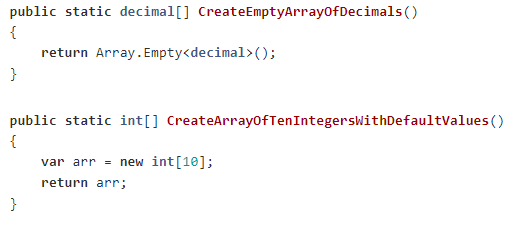 public static decimal[] CreateEmptyArrayOfDecimals()
{
    return Array.Empty<decimal>();
}

public static int[] CreateArrayOfTenIntegersWithDefaultValues()
{
    var arr = new int[10];
    return arr;
}